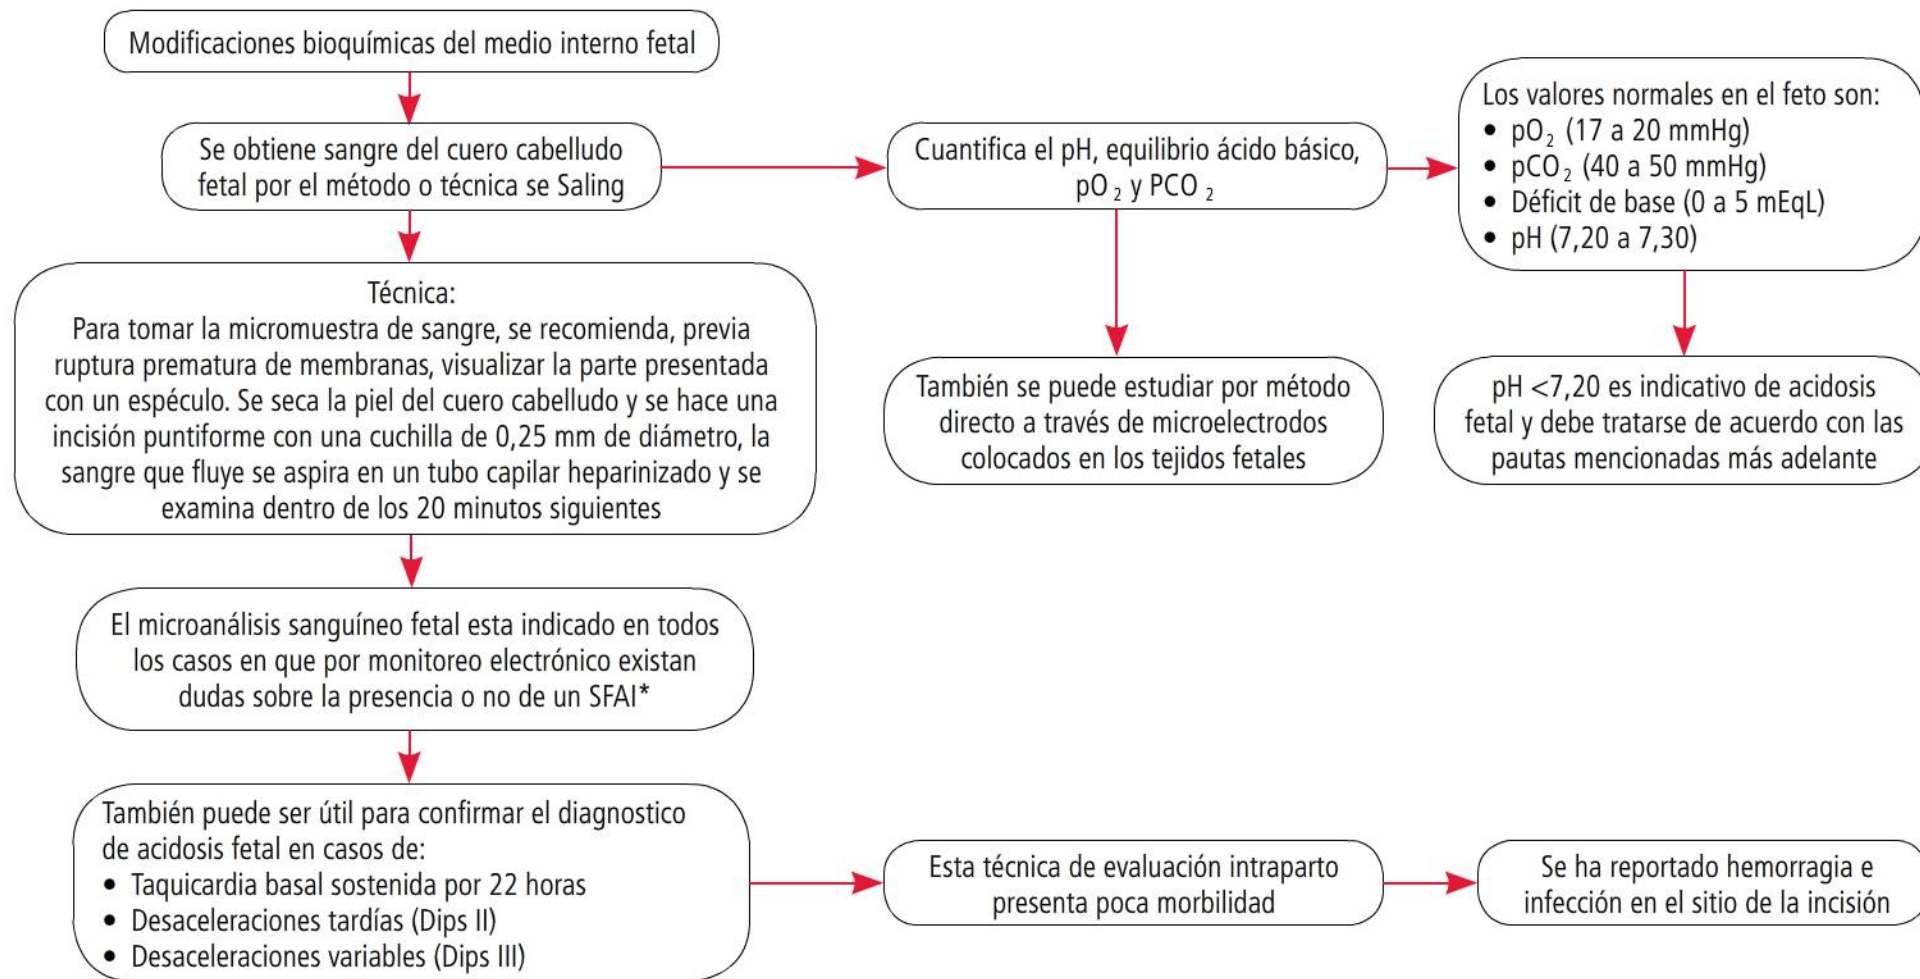 Modificaciones bioquímicas del medio interno fetal
Se obtiene sangre del cuero cabelludo
fetal por el método o técnica se Saling
Cuantifica el pH, equilibrio ácido básico,
pO₂ y PCO₂
Los valores normales en el feto son:
• pO₂ (17 a 20 mmHg)
• pCO₂ (40 a 50 mmHg)
• Déficit de base (0 a 5 mEqL)
• pH (7,20 a 7,30)
Técnica:
Para tomar la micromuestra de sangre, se recomienda, previa
ruptura prematura de membranas, visualizar la parte presentada
con un espéculo. Se seca la piel del cuero cabelludo y se hace una
incisión puntiforme con una cuchilla de 0,25 mm de diámetro, la
sangre que fluye se aspira en un tubo capilar heparinizado y se
examina dentro de los 20 minutos siguientes
También se puede estudiar por método
directo a través de microelectrodos
colocados en los tejidos fetales
pH <7,20 es indicativo de acidosis
fetal y debe tratarse de acuerdo con las
pautas mencionadas más adelante
El microanálisis sanguíneo fetal esta indicado en todos
los casos en que por monitoreo electrónico existan
dudas sobre la presencia o no de un SFAI*
También puede ser útil para confirmar el diagnostico
de acidosis fetal en casos de:
• Taquicardia basal sostenida por 22 horas
• Desaceleraciones tardías (Dips II)
• Desaceleraciones variables (Dips III)
Esta técnica de evaluación intraparto
presenta poca morbilidad
Se ha reportado hemorragia e
infección en el sitio de la incisión